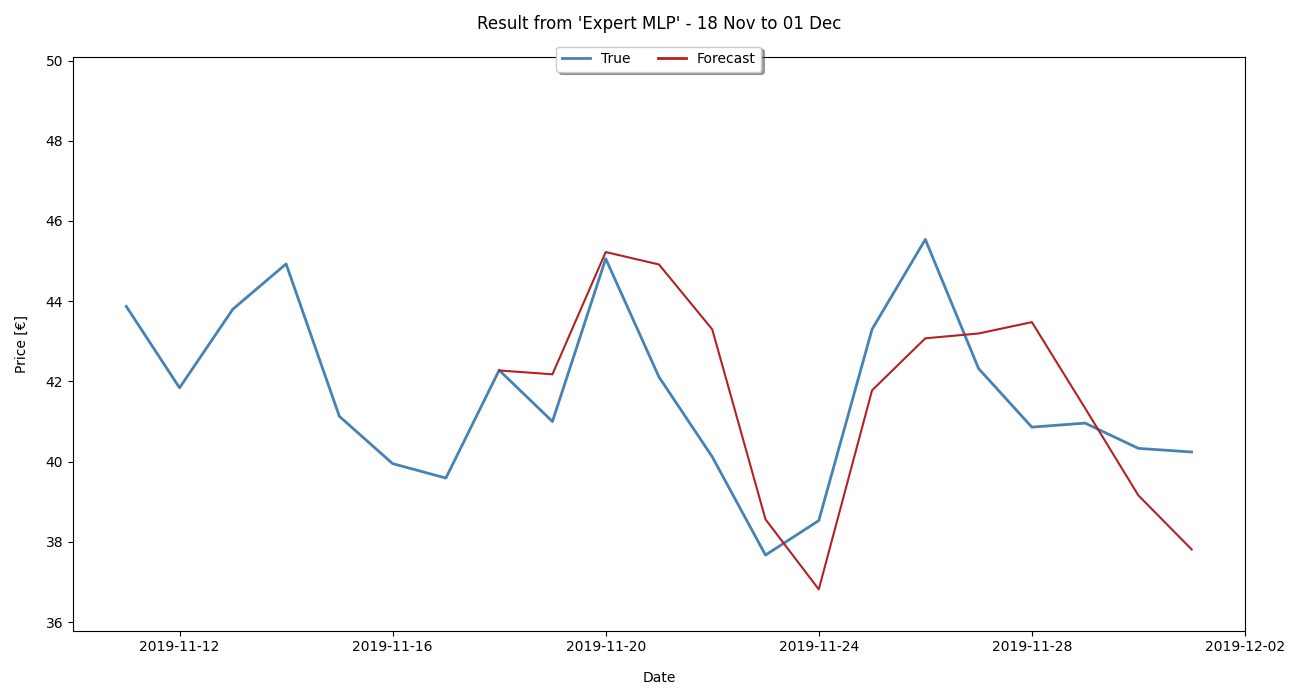 Result from 'Expert MLP' - 18 Nov to 01 Dec
True Forecast
50
48
46
44
42
40
38
36
Price [€]
2019-11-12 2019-11-16 2019-11-20 2019-11-24 2019-11-28 2019-12-02
Date